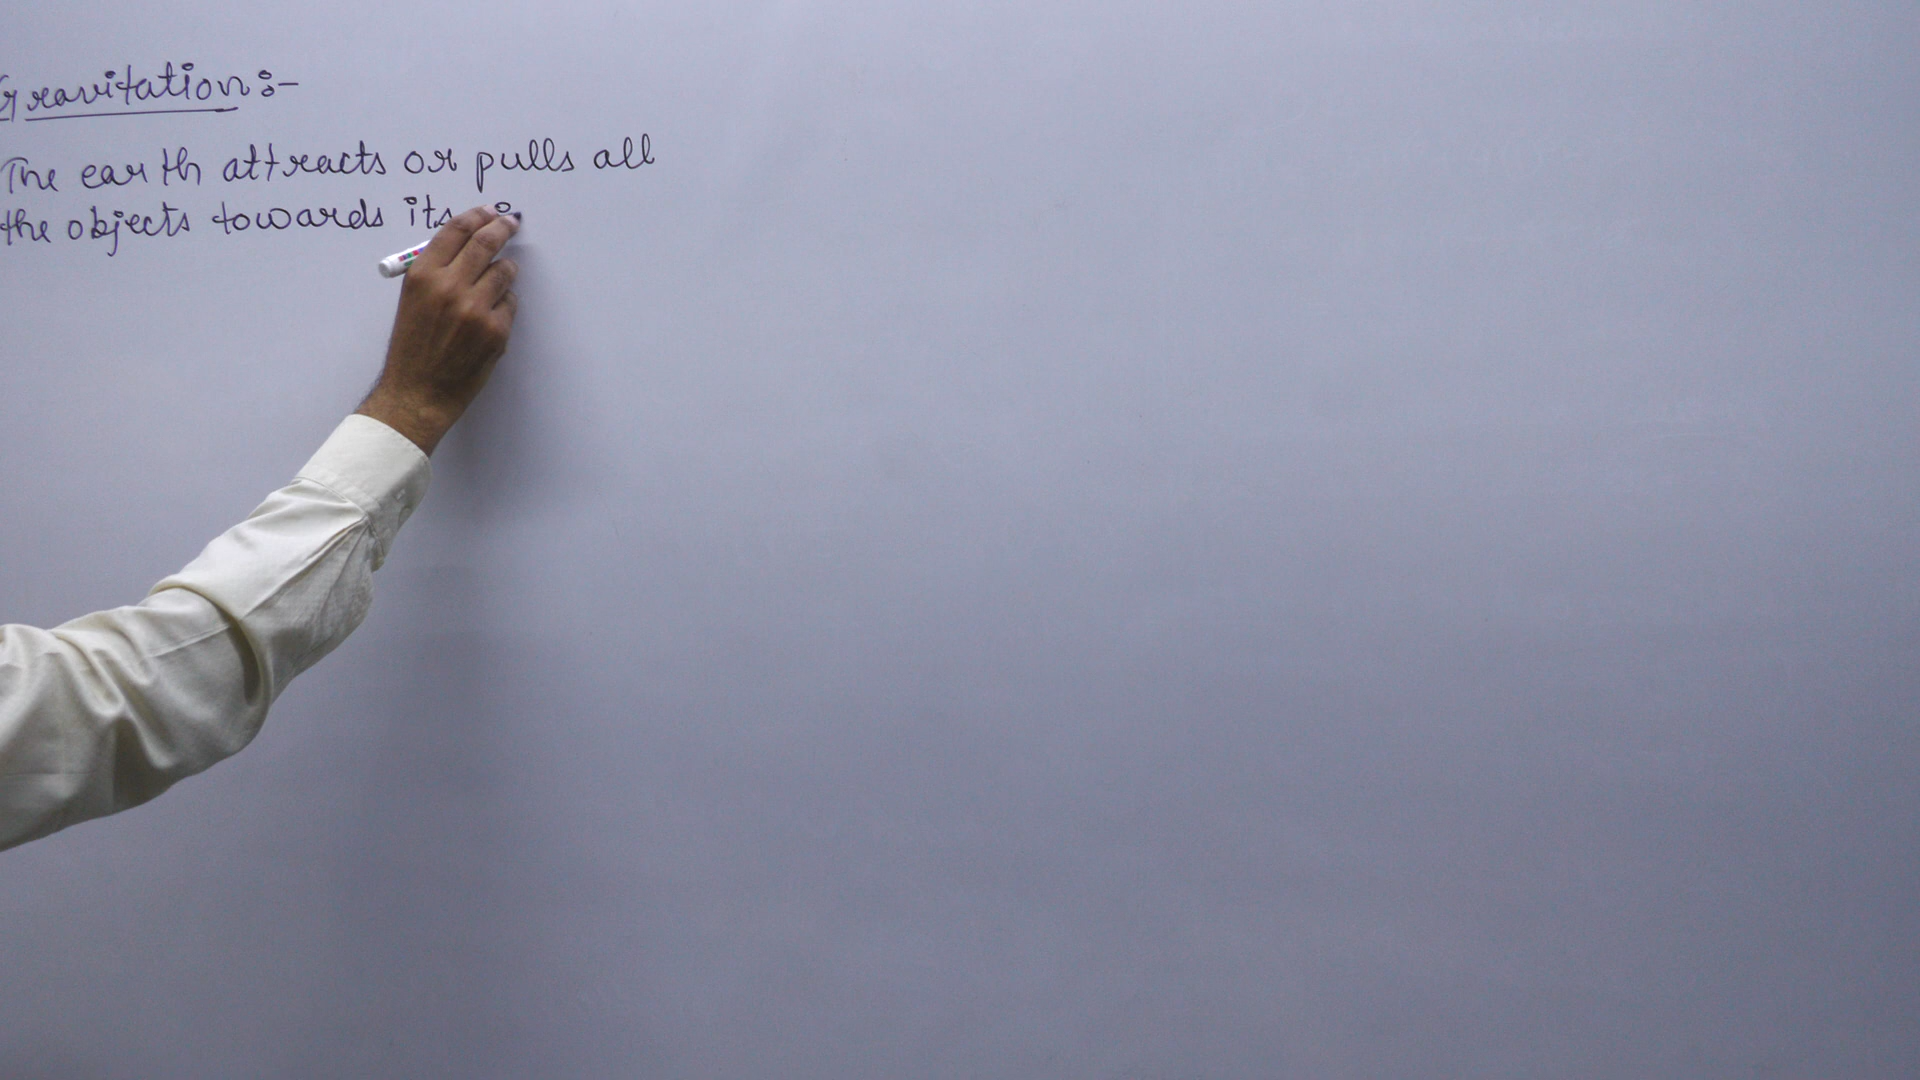 Gravitation :-
The earth attracts or pulls all
the objects towards its